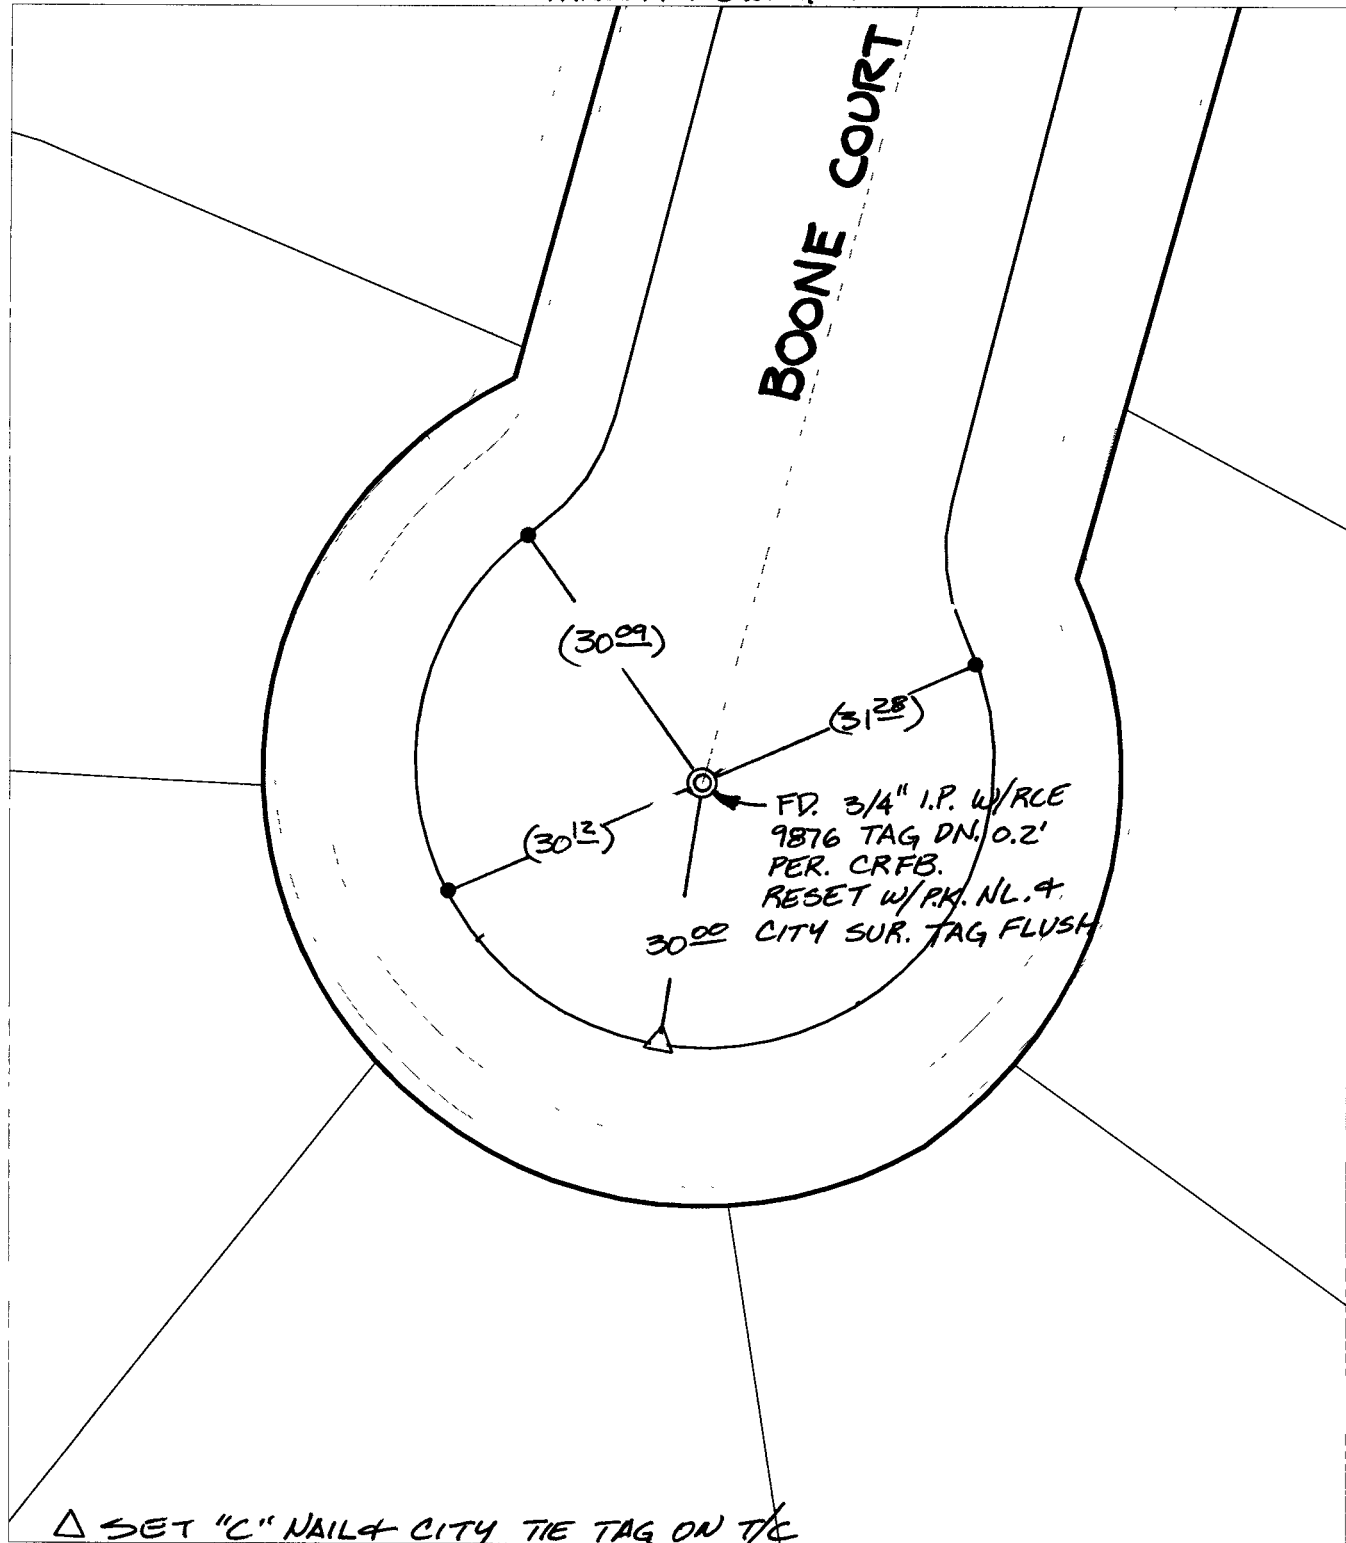 BOONE COURT
(30 09)
(31 28)
(30 12)
30 00
FD. 3/4" I.P. W/RCE
9876 TAG DN. 0.2'
PER. CRFB.
RESET W/P.K. NL. &
CITY SUR. TAG FLUSH
△ SET "C" NAIL & CITY TIE TAG ON T/C